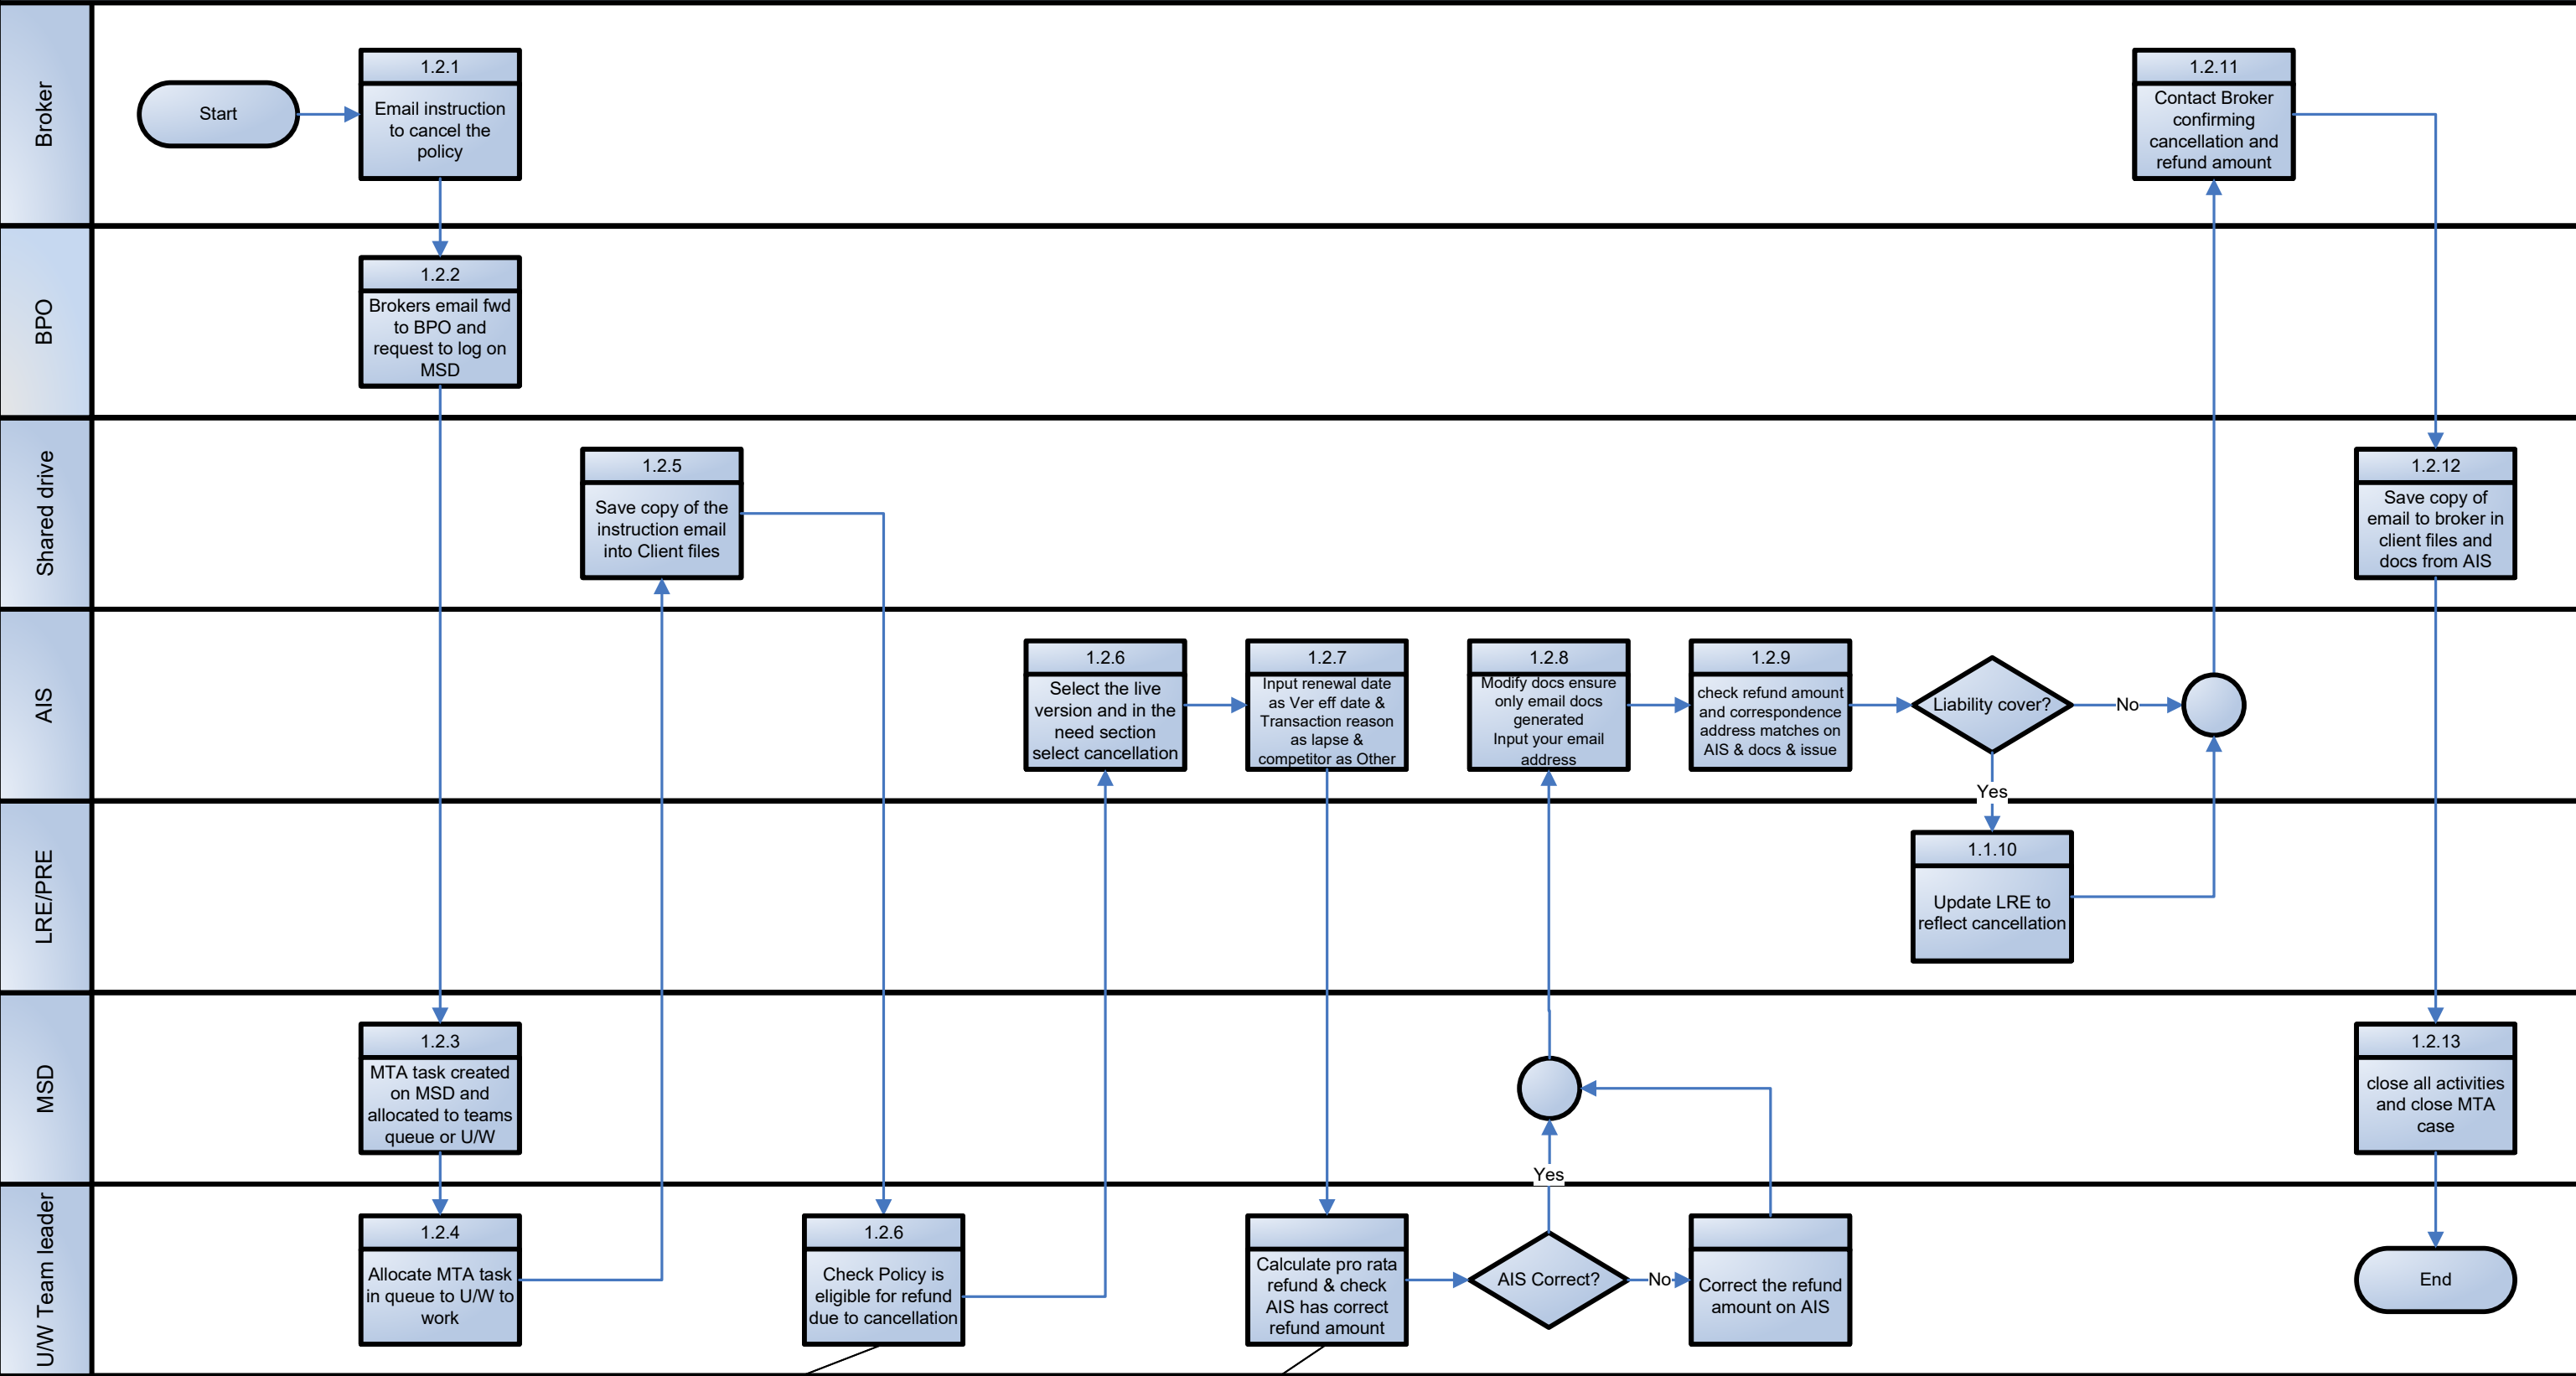 Broker
Start
1.2.1
Email instruction
to cancel the
policy
1.2.11
Contact Broker
confirming
cancellation and
refund amount
BPO
1.2.2
Brokers email fwd
to BPO and
request to log on
MSD
Shared drive
1.2.5
Save copy of the
instruction email
into Client files
1.2.12
Save copy of
email to broker in
client files and
docs from AIS
AIS
1.2.6
Select the live
version and in the
need section
select cancellation
1.2.7
Input renewal date
as Ver eff date &
Transaction reason
as lapse &
competitor as Other
1.2.8
Modify docs ensure
only email docs
generated
Input your email
address
1.2.9
check refund amount
and correspondence
address matches on
AIS & docs & issue
Liability cover?
No
Yes
LRE/PRE
1.1.10
Update LRE to
reflect cancellation
MSD
1.2.3
MTA task created
on MSD and
allocated to teams
queue or U/W
Yes
1.2.13
close all activities
and close MTA
case
U/W Team leader
1.2.4
Allocate MTA task
in queue to U/W to
work
1.2.6
Check Policy is
eligible for refund
due to cancellation
Calculate pro rata
refund & check
AIS has correct
refund amount
AIS Correct?
No
Correct the refund
amount on AIS
End